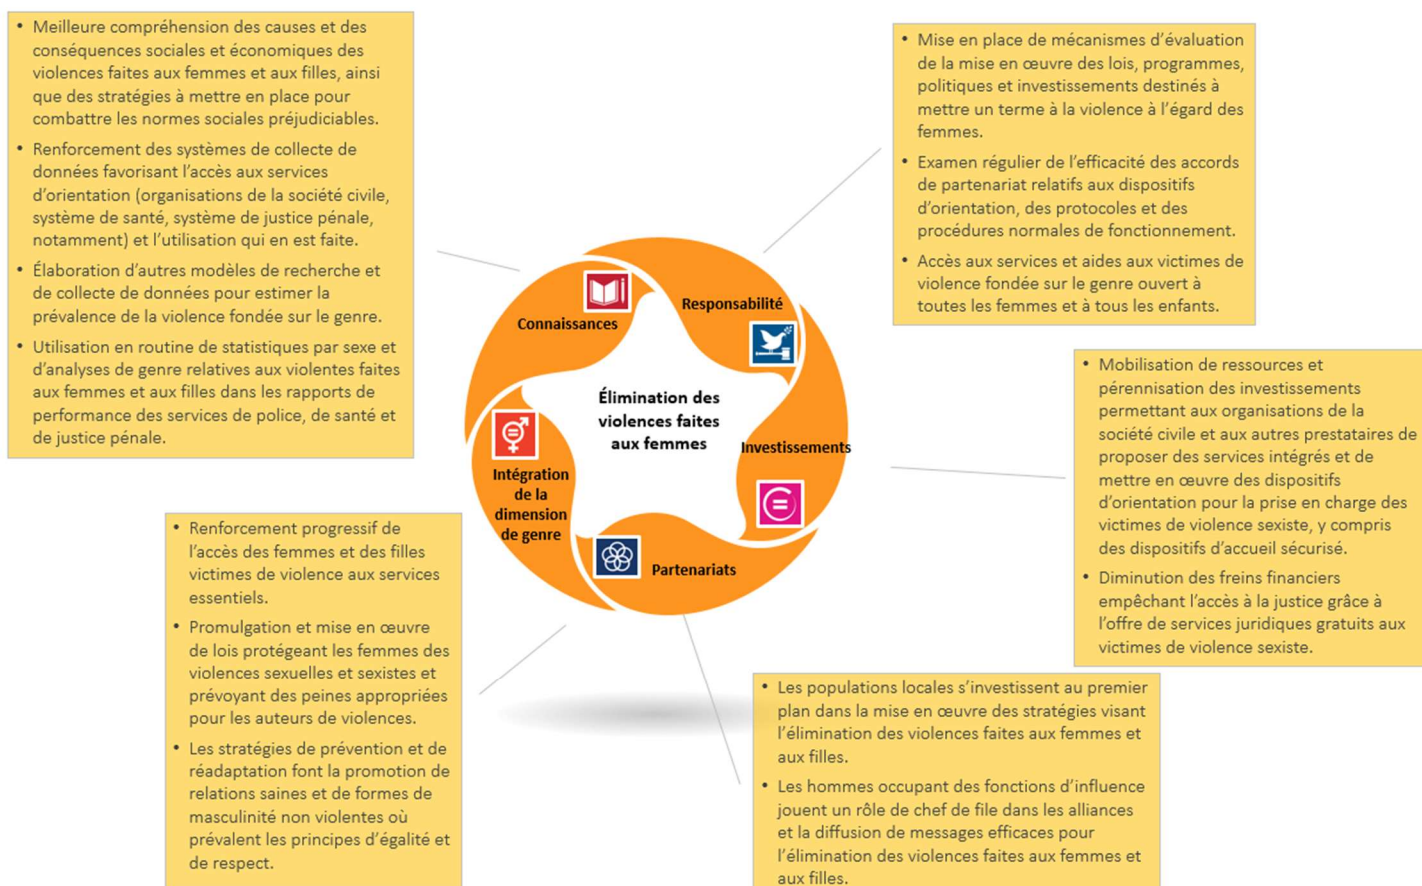 • Meilleure compréhension des causes et des
conséquences sociales et économiques des
violences faites aux femmes et aux filles, ainsi
que des stratégies à mettre en place pour
combattre les normes sociales préjudiciables.
• Renforcement des systèmes de collecte de
données favorisant l’accès aux services
d’orientation (organisations de la société civile,
système de santé, système de justice pénale,
notamment) et l’utilisation qui en est faite.
• Élaboration d’autres modèles de recherche et
de collecte de données pour estimer la
prévalence de la violence fondée sur le genre.
• Utilisation en routine de statistiques par sexe et
d’analyses de genre relatives aux violentes faites
aux femmes et aux filles dans les rapports de
performance des services de police, de santé et
de justice pénale.
• Mise en place de mécanismes d’évaluation
de la mise en œuvre des lois, programmes,
politiques et investissements destinés à
mettre un terme à la violence à l’égard des
femmes.
• Examen régulier de l’efficacité des accords
de partenariat relatifs aux dispositifs
d’orientation, des protocoles et des
procédures normales de fonctionnement.
• Accès aux services et aides aux victimes de
violence fondée sur le genre ouvert à
toutes les femmes et à tous les enfants.
Connaissances
Responsabilité
Élimination des
violences faites
aux femmes
Investissements
Intégration
de la
dimension
de genre
Partenariats
• Mobilisation de ressources et
pérennisation des investissements
permettant aux organisations de la
société civile et aux autres prestataires de
proposer des services intégrés et de
mettre en œuvre des dispositifs
d’orientation pour la prise en charge des
victimes de violence sexiste, y compris
des dispositifs d’accueil sécurisé.
• Diminution des freins financiers
empêchant l’accès à la justice grâce à
l’offre de services juridiques gratuits aux
victimes de violence sexiste.
• Renforcement progressif de
l’accès des femmes et des filles
victimes de violence aux services
essentiels.
• Promulgation et mise en œuvre
de lois protégeant les femmes des
violences sexuelles et sexistes et
prévoyant des peines appropriées
pour les auteurs de violences.
• Les stratégies de prévention et de
réadaptation font la promotion de
relations saines et de formes de
masculinité non violentes où
prévalent les principes d’égalité et
de respect.
• Les populations locales s’investissent au premier
plan dans la mise en œuvre des stratégies visant
l’élimination des violences faites aux femmes et
aux filles.
• Les hommes occupant des fonctions d’influence
jouent un rôle de chef de file dans les alliances
et la diffusion de messages efficaces pour
l’élimination des violences faites aux femmes et
aux filles.